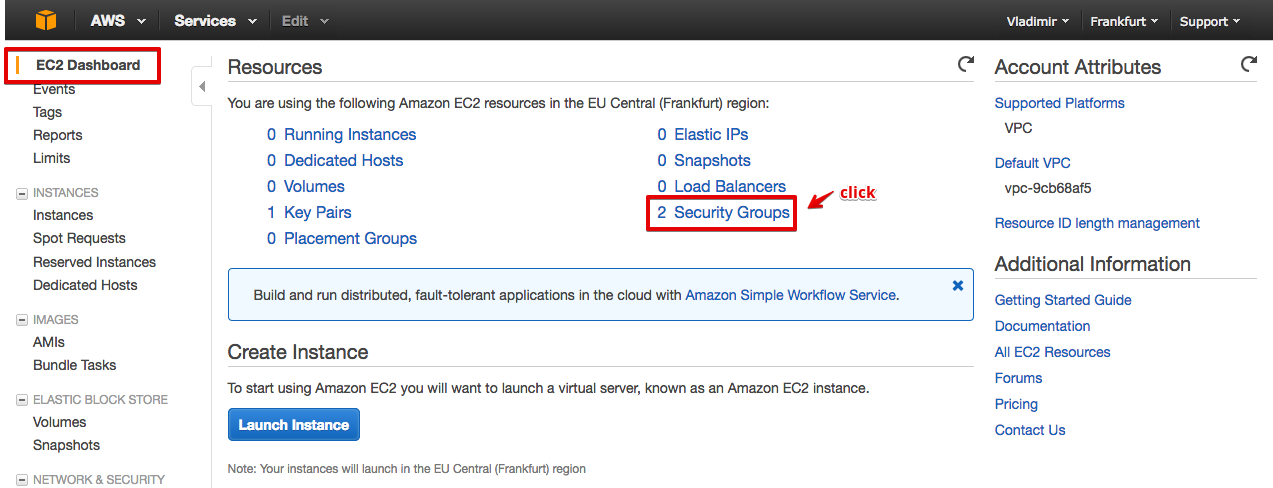 AWS Services Edit Vladimir Frankfurt Support
EC2 Dashboard
Events
Tags
Reports
Limits
INSTANCES
Instances
Spot Requests
Reserved Instances
Dedicated Hosts
IMAGES
AMIs
Bundle Tasks
ELASTIC BLOCK STORE
Volumes
Snapshots
NETWORK & SECURITY
Resources
You are using the following Amazon EC2 resources in the EU Central (Frankfurt) region:
0 Running Instances
0 Dedicated Hosts
0 Volumes
1 Key Pairs
0 Placement Groups
0 Elastic IPs
0 Snapshots
0 Load Balancers
2 Security Groups
click
Build and run distributed, fault-tolerant applications in the cloud with Amazon Simple Workflow Service.
Create Instance
To start using Amazon EC2 you will want to launch a virtual server, known as an Amazon EC2 instance.
Launch Instance
Note: Your instances will launch in the EU Central (Frankfurt) region
Account Attributes
Supported Platforms
VPC
Default VPC
vpc-9cb68af5
Resource ID length management
Additional Information
Getting Started Guide
Documentation
All EC2 Resources
Forums
Pricing
Contact Us